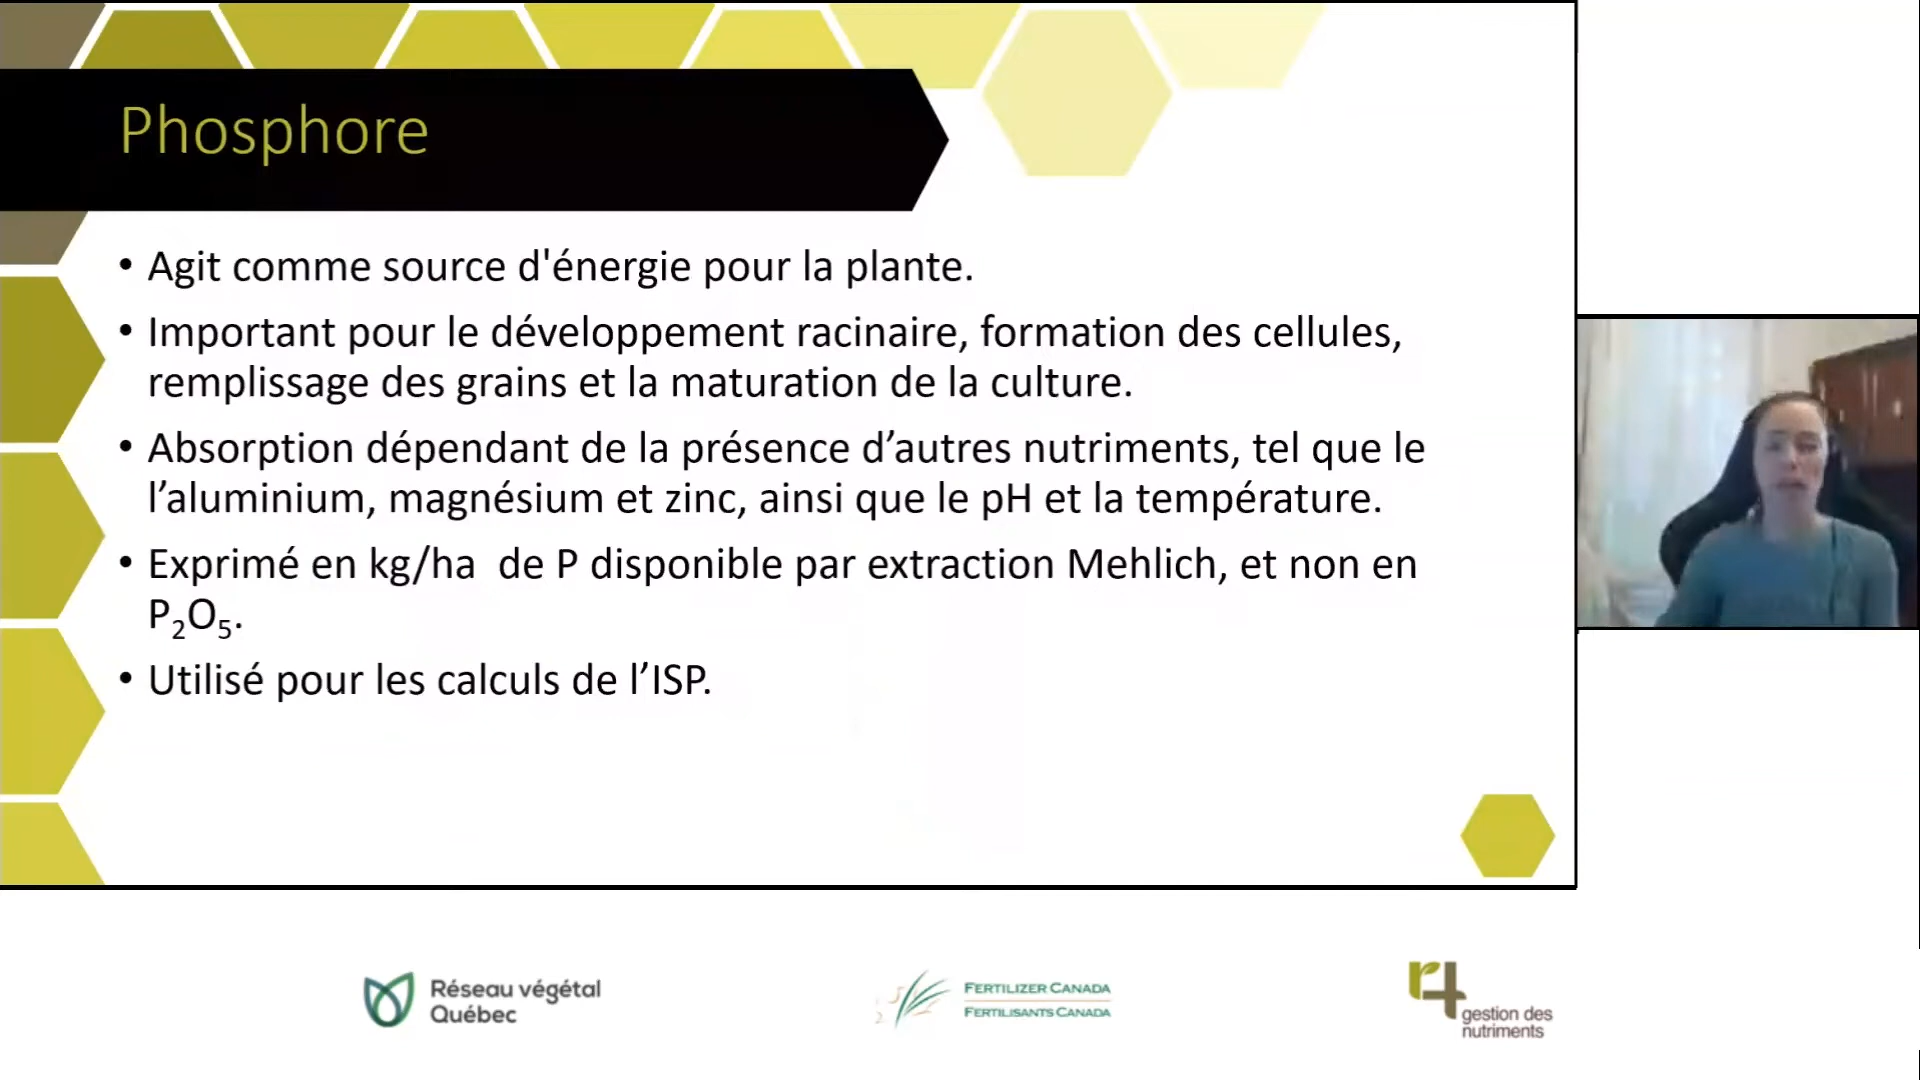 Phosphore
• Agit comme source d'énergie pour la plante.
• Important pour le développement racinaire, formation des cellules,
remplissage des grains et la maturation de la culture.
• Absorption dépendant de la présence d’autres nutriments, tel que le
l’aluminium, magnésium et zinc, ainsi que le pH et la température.
• Exprimé en kg/ha  de P disponible par extraction Mehlich, et non en
P₂O₅.
• Utilisé pour les calculs de l’ISP.
Réseau végétal
Québec
FERTILIZER CANADA
FERTILISANTS CANADA
r4
gestion des
nutriments